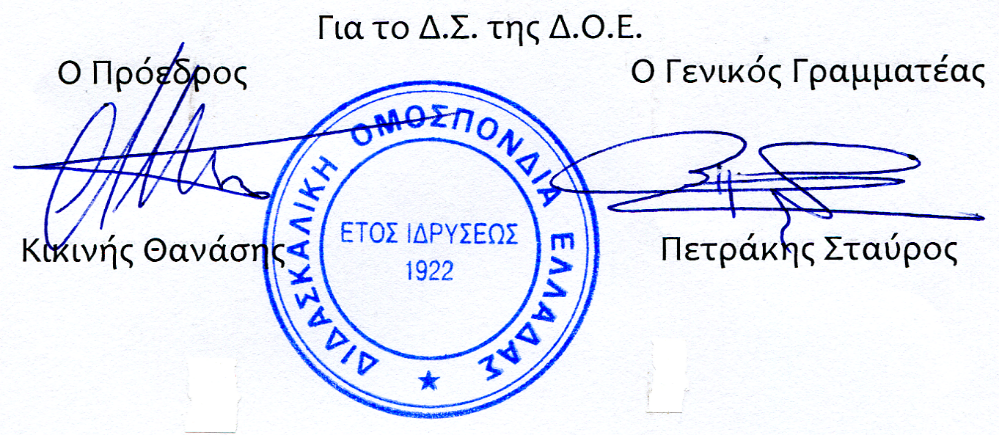 Για το Δ.Σ. της Δ.Ο.Ε.
Ο Πρόεδρος
Ο Γενικός Γραμματέας
ΔΙΔΑΣΚΑΛΙΚΗ ΟΜΟΣΠΟΝΔΙΑ ΕΛΛΑΔΑΣ
ΕΤΟΣ ΙΔΡΥΣΕΩΣ
1922
Κικινής Θανάσης
Πετράκης Σταύρος